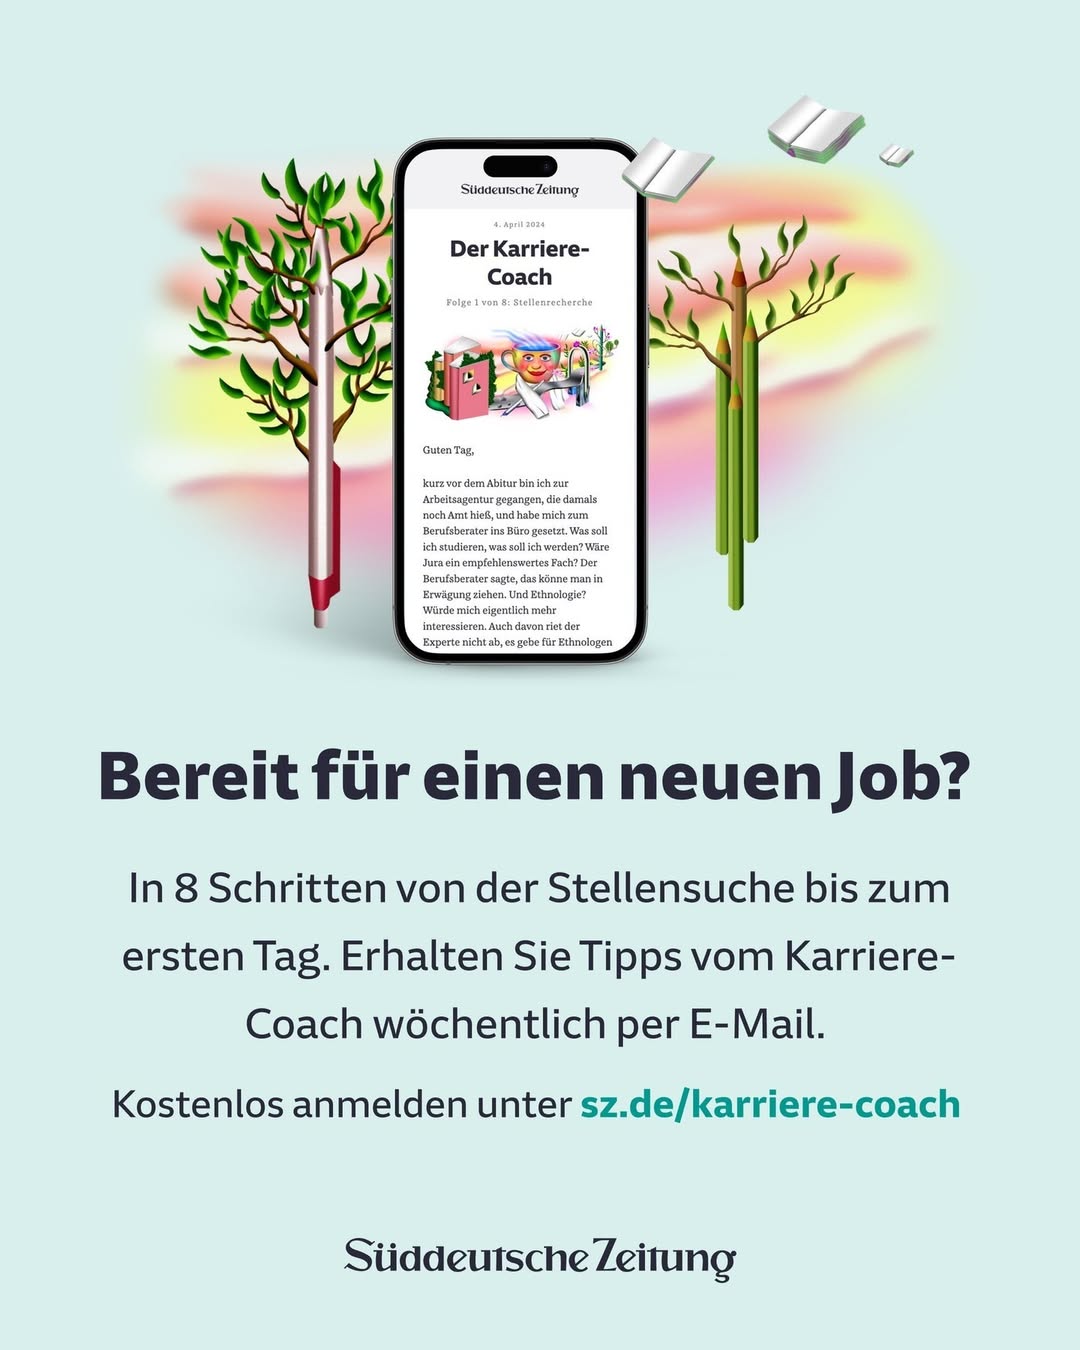 Süddeutsche Zeitung
4. April 2024
Der Karriere-
Coach
Folge 1 von 8: Stellenrecherche
Guten Tag,
kurz vor dem Abitur bin ich zur
Arbeitsagentur gegangen, die damals
noch Amt hieß, und habe mich zum
Berufsberater ins Büro gesetzt. Was soll
ich studieren, was soll ich werden? Wäre
Jura ein empfehlenswertes Fach? Der
Berufsberater sagte, das könne man in
Erwägung ziehen. Und Ethnologie?
Würde mich eigentlich mehr
interessieren. Auch davon riet der
Experte nicht ab, es gebe für Ethnologen
Bereit für einen neuen Job?
In 8 Schritten von der Stellensuche bis zum
ersten Tag. Erhalten Sie Tipps vom Karriere-
Coach wöchentlich per E-Mail.
Kostenlos anmelden unter sz.de/karriere-coach
Süddeutsche Zeitung